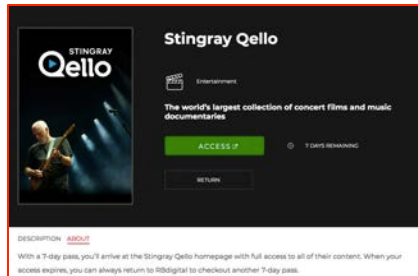 STINGRAY
Qello
Stingray Qello
Entertainment
The world's largest collection of concert films and music
documentaries
ACCESS
7 DAYS REMAINING
RETURN
DESCRIPTION ABOUT
With a 7-day pass, you'll arrive at the Stingray Qello homepage with full access to all of their content. When your
access expires, you can always return to RBdigital to checkout another 7-day pass.